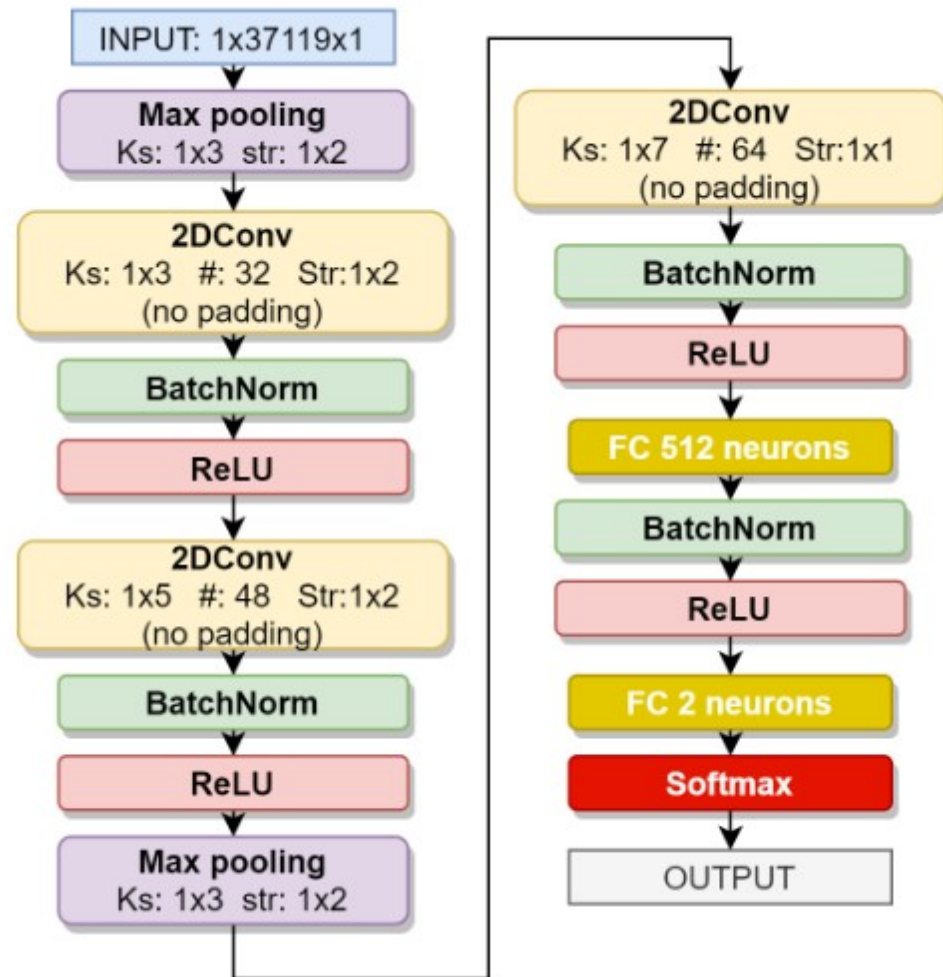 INPUT: 1x37119x1
Max pooling
Ks: 1x3 str: 1x2
2DConv
Ks: 1x3 #: 32 Str:1x2
(no padding)
BatchNorm
ReLU
2DConv
Ks: 1x5 #: 48 Str:1x2
(no padding)
BatchNorm
ReLU
Max pooling
Ks: 1x3 str: 1x2
2DConv
Ks: 1x7 #: 64 Str:1x1
(no padding)
BatchNorm
ReLU
FC 512 neurons
BatchNorm
ReLU
FC 2 neurons
Softmax
OUTPUT